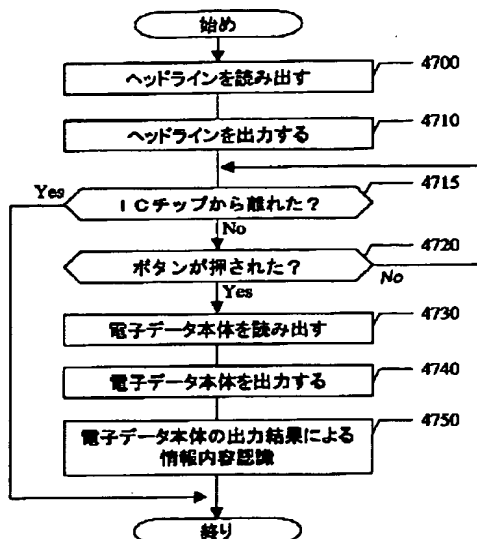 始め
4700
ヘッドラインを読み出す
4710
ヘッドラインを出力する
4715
Yes
ICチップから離れた?
No
4720
ボタンが押された?
No
Yes
4730
電子データ本体を読み出す
4740
電子データ本体を出力する
4750
電子データ本体の出力結果による
情報内容認識
終り